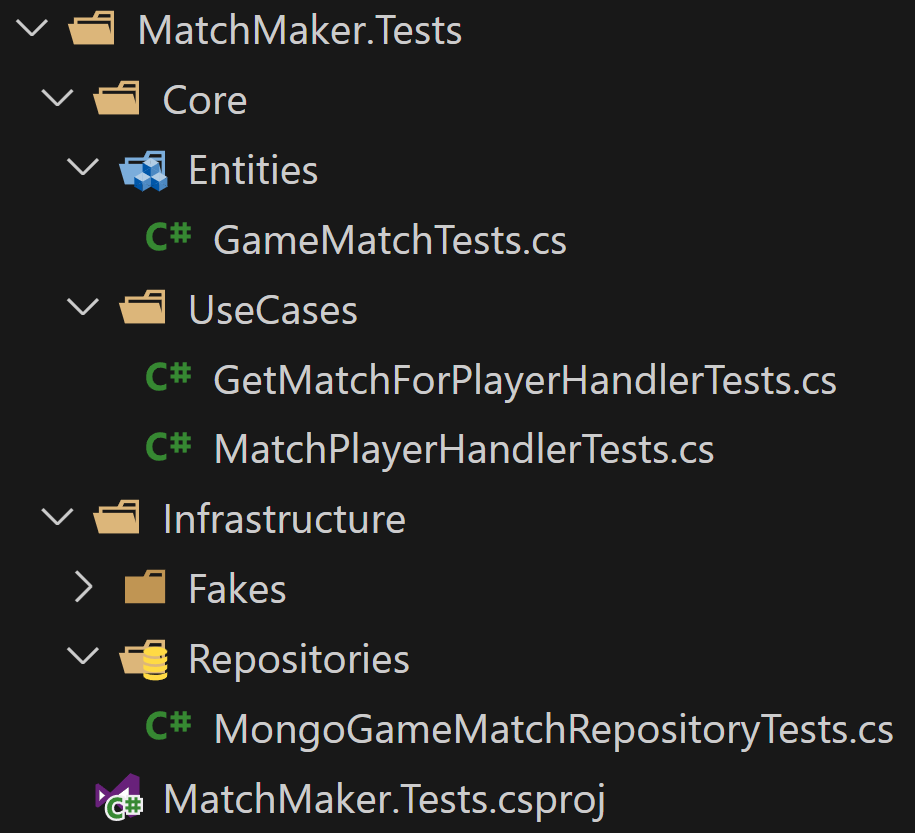 MatchMaker.Tests
Core
Entities
C# GameMatchTests.cs
UseCases
C# GetMatchForPlayerHandlerTests.cs
C# MatchPlayerHandlerTests.cs
Infrastructure
Fakes
Repositories
C# MongoGameMatchRepositoryTests.cs
C# MatchMaker.Tests.csproj